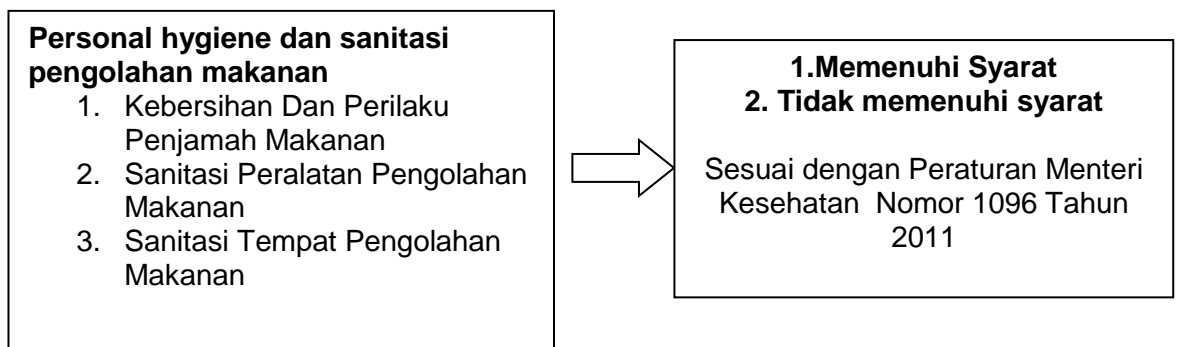 Personal hygiene dan sanitasi
pengolahan makanan
1. Kebersihan Dan Perilaku
Penjamah Makanan
2. Sanitasi Peralatan Pengolahan
Makanan
3. Sanitasi Tempat Pengolahan
Makanan
1.Memenuhi Syarat
2. Tidak memenuhi syarat
Sesuai dengan Peraturan Menteri
Kesehatan Nomor 1096 Tahun
2011